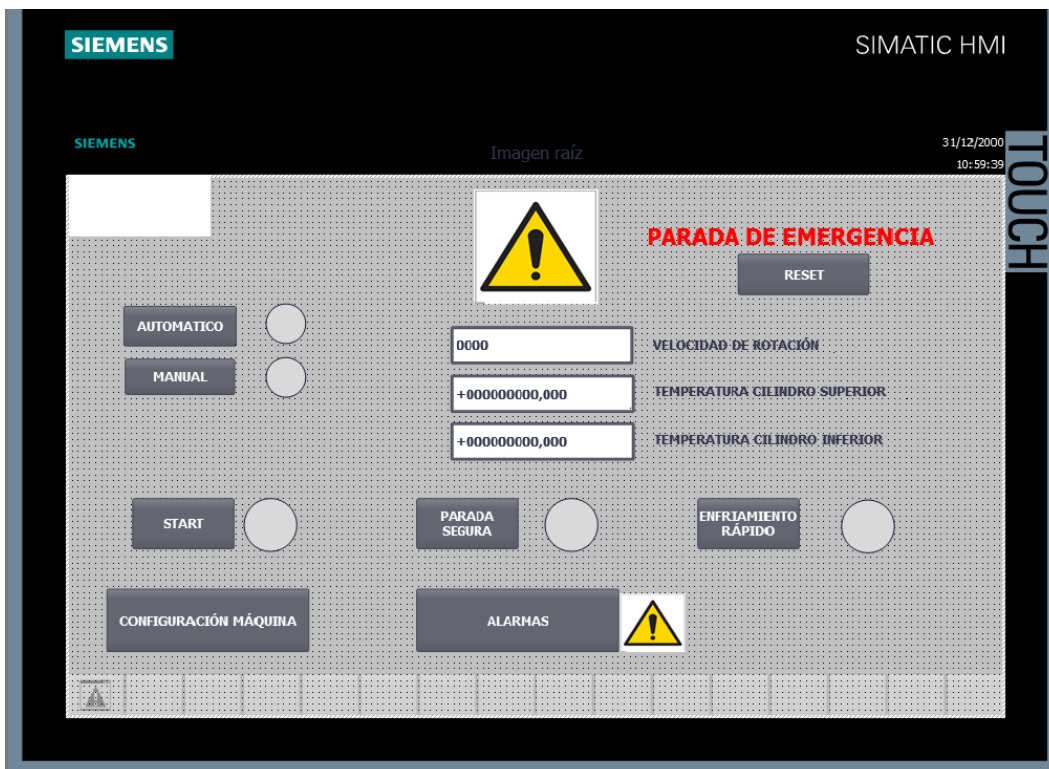 SIEMENS
SIMATIC HMI
TOUCH
SIEMENS
Imagen raíz
31/12/2000
10:59:39
PARADA DE EMERGENCIA
RESET
AUTOMATICO
MANUAL
0000
VELOCIDAD DE ROTACIÓN
+000000000,000
TEMPERATURA CILINDRO SUPERIOR
+000000000,000
TEMPERATURA CILINDRO INFERIOR
START
PARADA
SEGURA
ENFRIAMIENTO
RÁPIDO
CONFIGURACIÓN MÁQUINA
ALARMAS